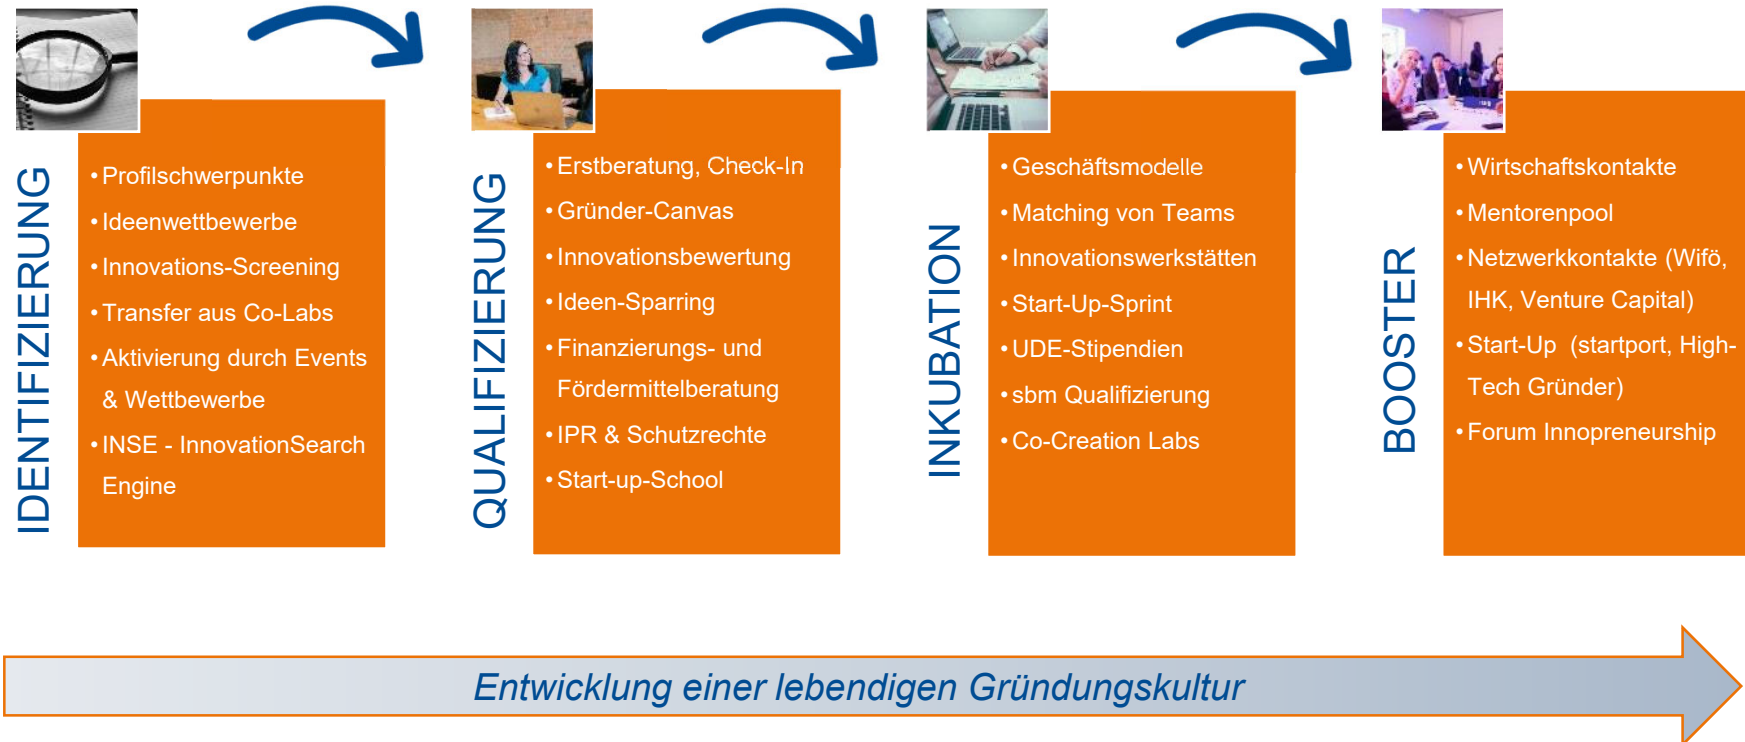 IDENTIFIZIERUNG
• Profilschwerpunkte
• Ideenwettbewerbe
• Innovations-Screening
• Transfer aus Co-Labs
• Aktivierung durch Events
& Wettbewerbe
• INSE - InnovationSearch
Engine
QUALIFIZIERUNG
• Erstberatung, Check-In
• Gründer-Canvas
• Innovationsbewertung
• Ideen-Sparring
• Finanzierungs- und
Fördermittelberatung
• IPR & Schutzrechte
• Start-up-School
INKUBATION
• Geschäftsmodelle
• Matching von Teams
• Innovationswerkstätten
• Start-Up-Sprint
• UDE-Stipendien
• sbm Qualifizierung
• Co-Creation Labs
BOOSTER
• Wirtschaftskontakte
• Mentorenpool
• Netzwerkkontakte (Wifö,
IHK, Venture Capital)
• Start-Up (startport, High-
Tech Gründer)
• Forum Innopreneurship
Entwicklung einer lebendigen Gründungskultur